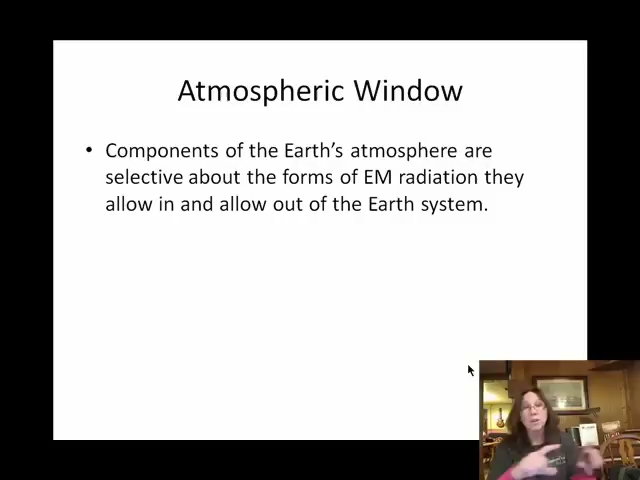 Atmospheric Window
• Components of the Earth's atmosphere are
selective about the forms of EM radiation they
allow in and allow out of the Earth system.